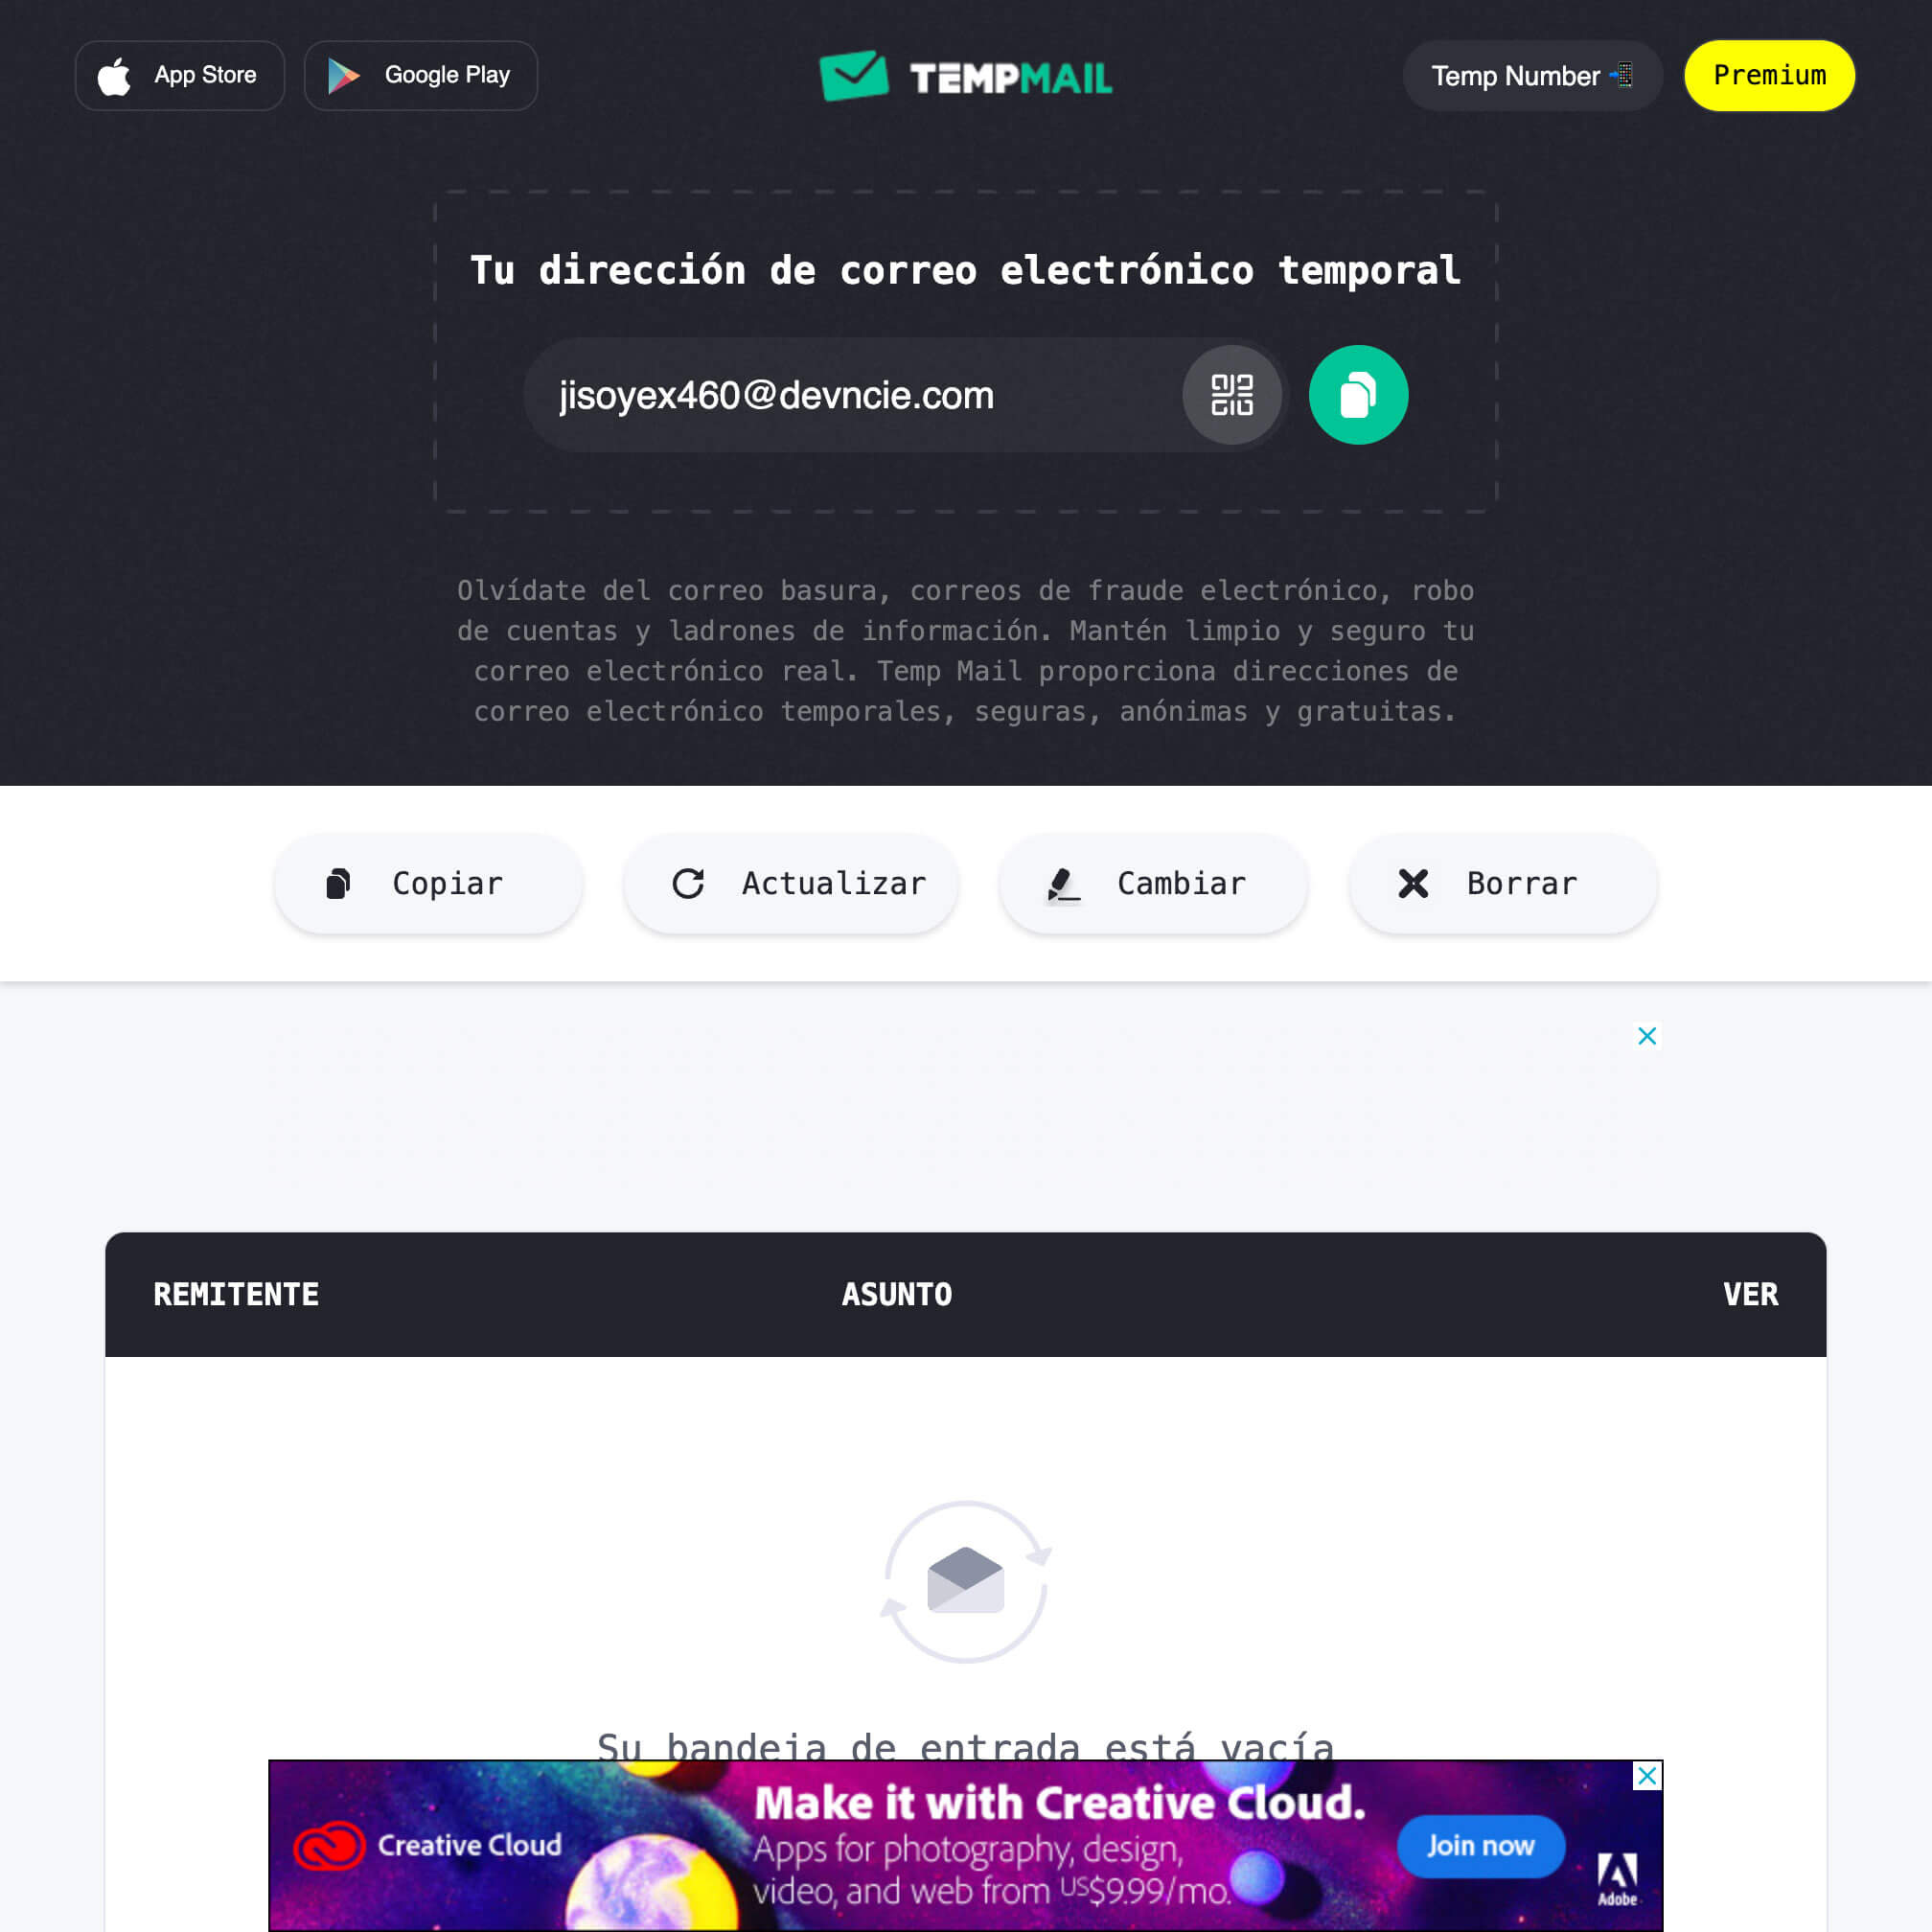 App Store
Google Play
TEMPMAIL
Temp Number
Premium
Tu dirección de correo electrónico temporal
jisoyex460@devncie.com
Olvídate del correo basura, correos de fraude electrónico, robo
de cuentas y ladrones de información. Mantén limpio y seguro tu
correo electrónico real. Temp Mail proporciona direcciones de
correo electrónico temporales, seguras, anónimas y gratuitas.
Copiar
Actualizar
Cambiar
Borrar
REMITENTE
ASUNTO
VER
Su bandeja de entrada está vacía
Creative Cloud
Make it with Creative Cloud.
Apps for photography, design,
video, and web from US$9.99/mo.
Join now
Adobe